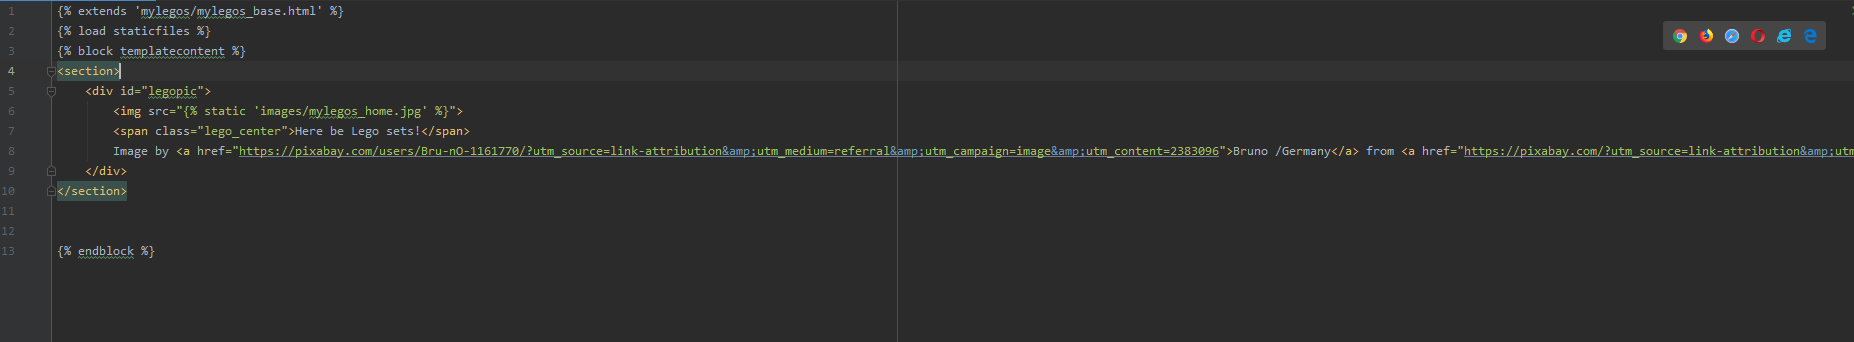 1 {% extends 'mylegos/mylegos_base.html' %}
2 {% load staticfiles %}
3 {% block templatecontent %}
4 <section>
5 <div id="legopic">
6 <img src="{% static 'images/mylegos_home.jpg' %}">
7 <span class="lego_center">Here be Lego sets!</span>
8 Image by <a href="https://pixabay.com/users/Bru-nO-1161770/?utm_source=link-attribution&amp;utm_medium=referral&amp;utm_campaign=image&amp;utm_content=2383096">Bruno /Germany</a> from <a href="https://pixabay.com/?utm_source=link-attribution&amp;utm
9 </div>
10 </section>
11
12
13 {% endblock %}